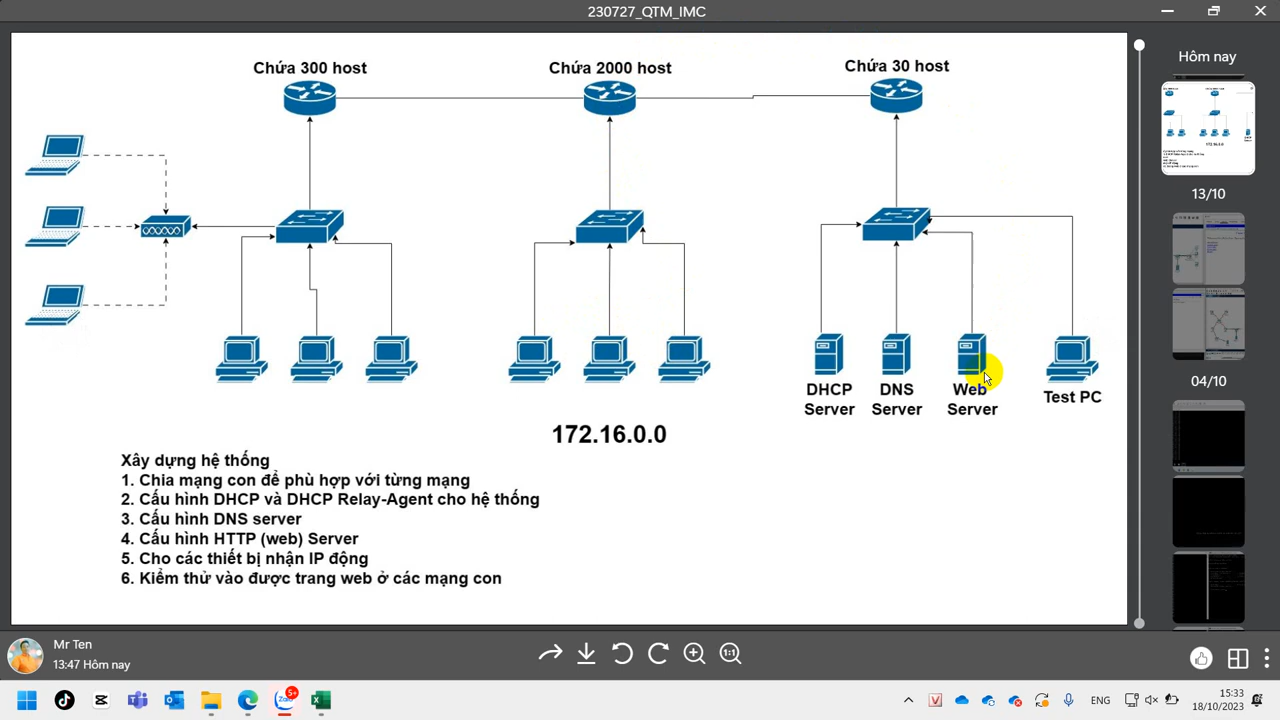 230727_QTM_IMC
Chứa 300 host
Chứa 2000 host
Chứa 30 host
Hôm nay
13/10
04/10
DHCP
Server
DNS
Server
Web
Server
Test PC
172.16.0.0
Xây dựng hệ thống
1. Chia mạng con để phù hợp với từng mạng
2. Cấu hình DHCP và DHCP Relay-Agent cho hệ thống
3. Cấu hình DNS server
4. Cấu hình HTTP (web) Server
5. Cho các thiết bị nhận IP động
6. Kiểm thử vào được trang web ở các mạng con
Mr Ten
13:47 Hôm nay
1:1
5+
Zalo
ENG
15:33
18/10/2023